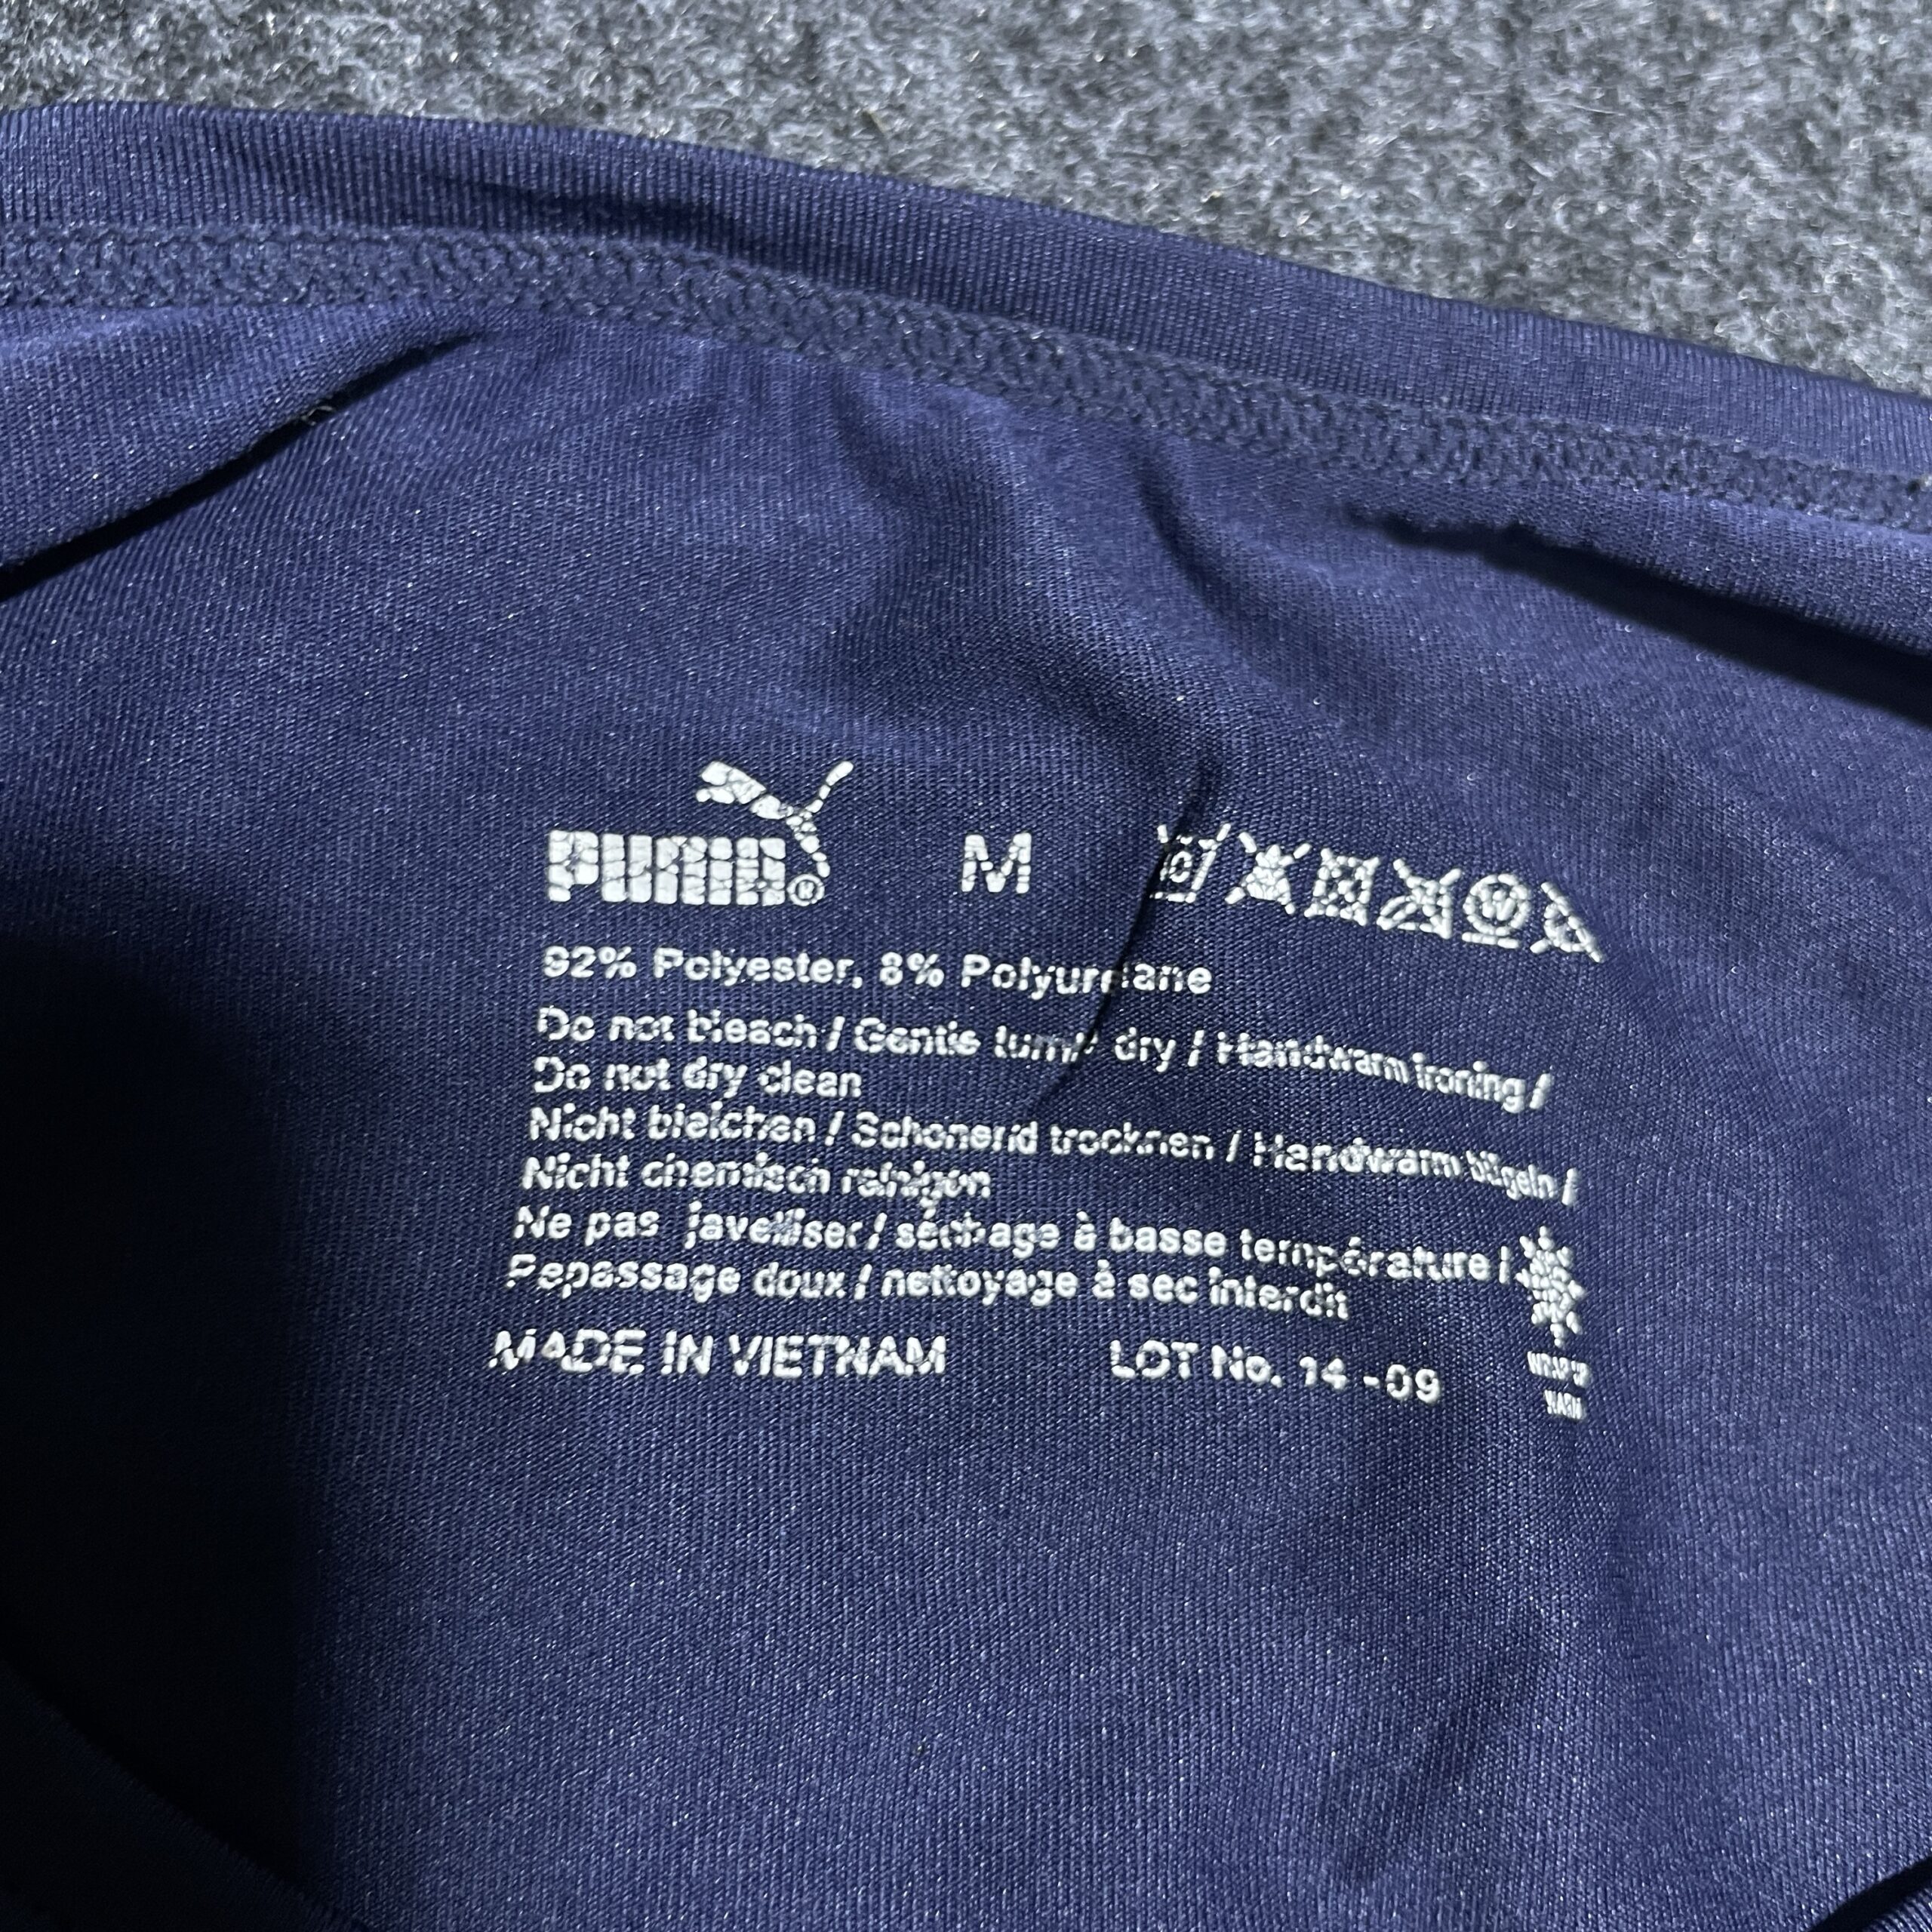 PUMA® M
92% Polyester, 8% Polyurethane
Do not bleach / Gentle tumble dry / Handwarm ironing /
Do not dry clean
Nicht bleichen / Schonend trocknen / Handwarm bügeln /
Nicht chemisch reinigen
Ne pas javelliser / séchage à basse température /
Repassage doux / nettoyage à sec interdit
MADE IN VIETNAM LOT No. 14 -09